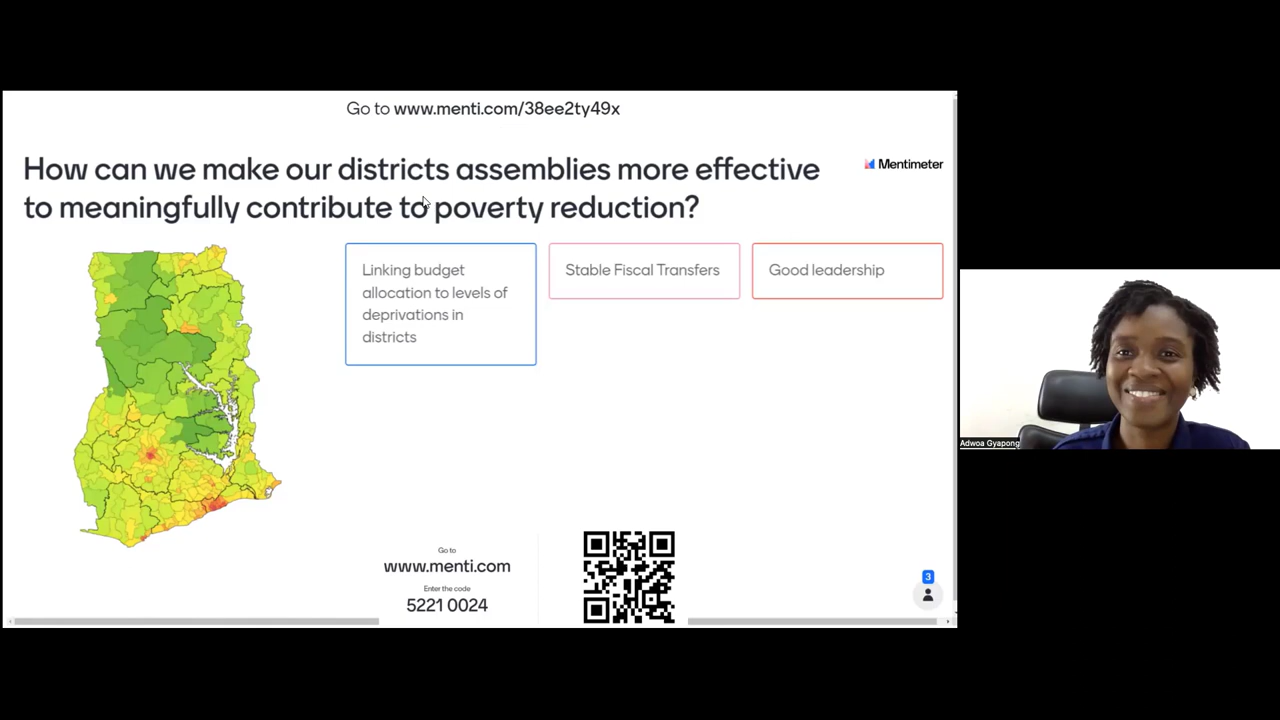 Go to www.menti.com/38ee2ty49x
How can we make our districts assemblies more effective
to meaningfully contribute to poverty reduction?
Mentimeter
Linking budget
allocation to levels of
deprivations in
districts
Stable Fiscal Transfers
Good leadership
Go to
www.menti.com
Enter the code
5221 0024
3
Adwoa Gyapong